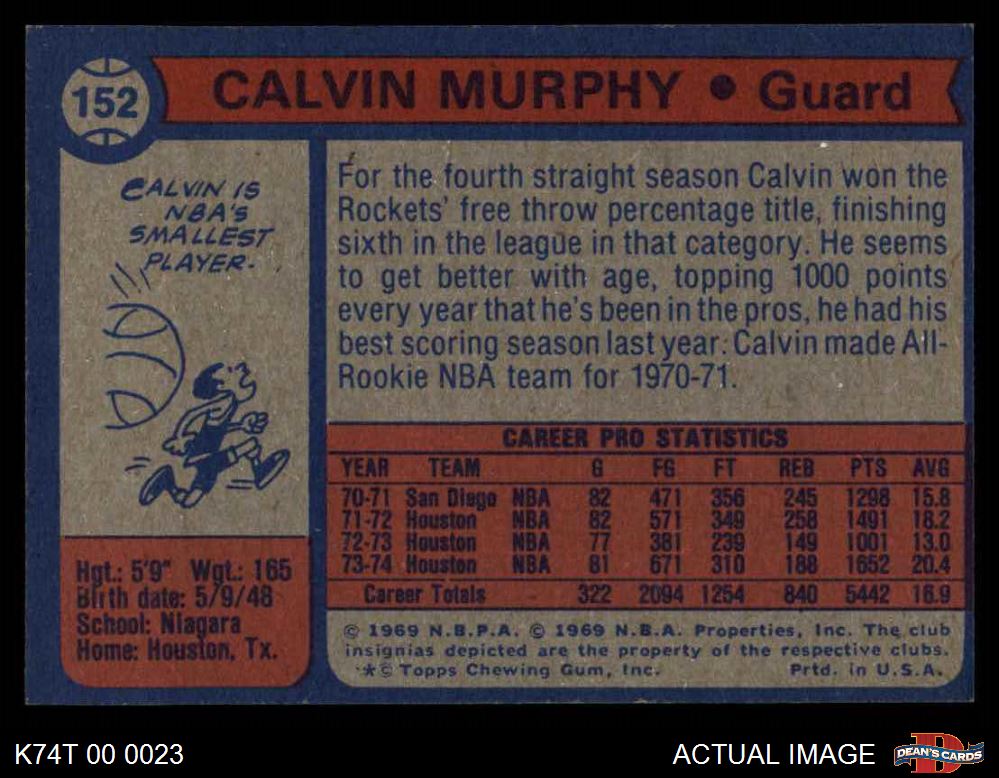 152
CALVIN MURPHY • Guard
CALVIN IS
NBA'S
SMALLEST
PLAYER.
For the fourth straight season Calvin won the
Rockets' free throw percentage title, finishing
sixth in the league in that category. He seems
to get better with age, topping 1000 points
every year that he's been in the pros, he had his
best scoring season last year. Calvin made All-
Rookie NBA team for 1970-71.
CAREER PRO STATISTICS
YEAR TEAM G FG FT REB PTS AVG
70-71 San Diego NBA 82 471 356 245 1298 15.8
71-72 Houston NBA 82 571 349 258 1491 18.2
72-73 Houston NBA 77 381 239 149 1001 13.0
73-74 Houston NBA 81 671 310 188 1652 20.4
Career Totals 322 2094 1254 840 5442 16.9
Hgt.: 5'9" Wgt.: 165
Birth date: 5/9/48
School: Niagara
Home: Houston, Tx.
© 1969 N.B.P.A. © 1969 N.B.A. Properties, Inc. The club
insignias depicted are the property of the respective clubs.
*© Topps Chewing Gum, Inc. Prtd. in U.S.A.
K74T 00 0023
ACTUAL IMAGE
DEAN'S CARDS